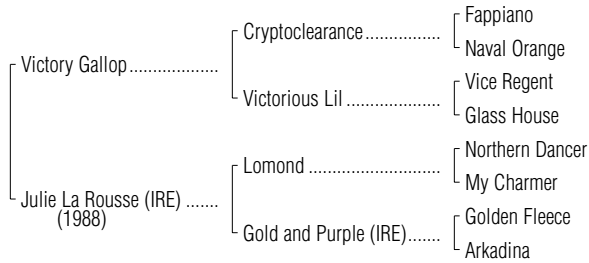 Fappiano
Cryptoclearance
Naval Orange
Victory Gallop
Vice Regent
Victorious Lil
Glass House
Northern Dancer
Lomond
My Charmer
Julie La Rousse (IRE)
(1988)
Golden Fleece
Gold and Purple (IRE)
Arkadina